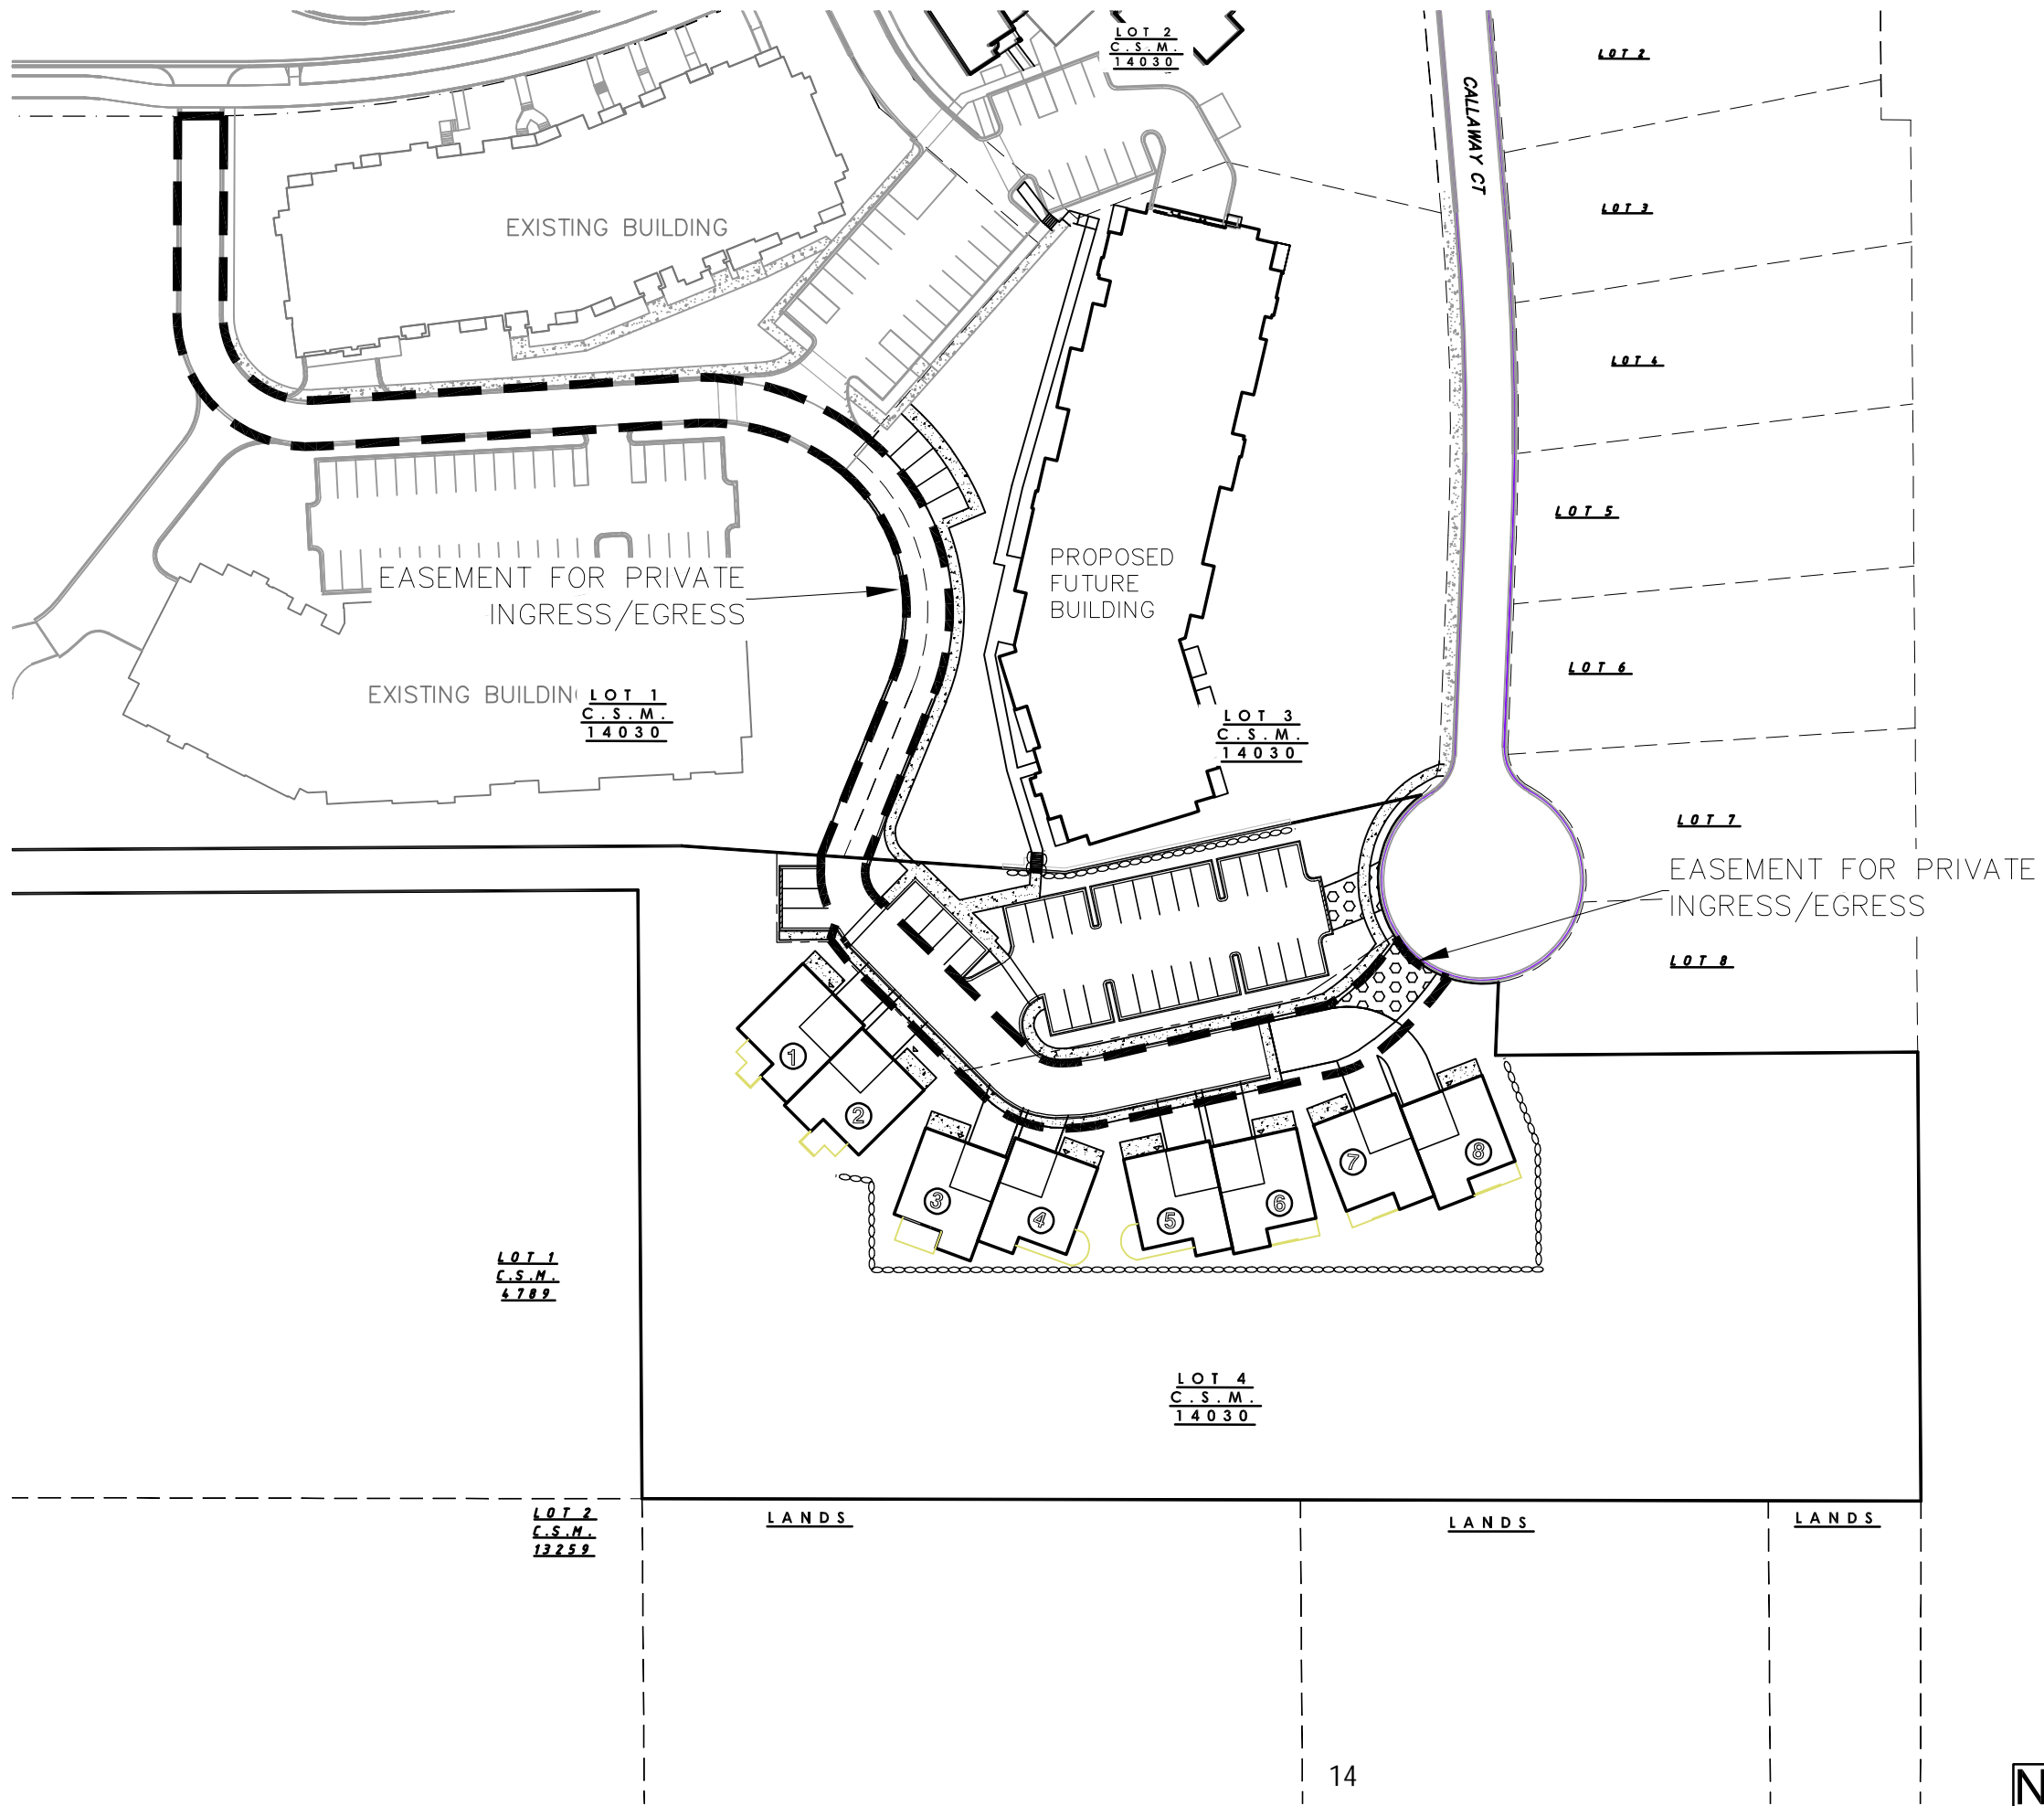 LOT 2
C.S.M.
14030
LOT 2
CALLAWAY CT
LOT 3
EXISTING BUILDING
LOT 4
LOT 5
PROPOSED
FUTURE
BUILDING
EASEMENT FOR PRIVATE
INGRESS/EGRESS
LOT 6
EXISTING BUILDIN
LOT 1
C.S.M.
14030
LOT 3
C.S.M.
14030
LOT 7
EASEMENT FOR PRIVATE
INGRESS/EGRESS
LOT 8
1
2
3
4
5
6
7
8
LOT 1
C.S.M.
4789
LOT 4
C.S.M.
14030
LOT 2
C.S.M.
13259
LANDS
LANDS
LANDS
14
N